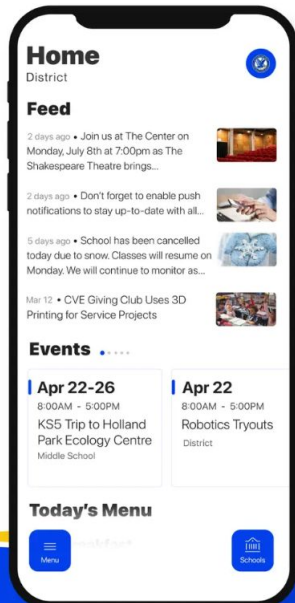 Home
District
Feed
2 days ago • Join us at The Center on
Monday, July 8th at 7:00pm as The
Shakespeare Theatre brings...
2 days ago • Don't forget to enable push
notifications to stay up-to-date with all...
5 days ago • School has been cancelled
today due to snow. Classes will resume on
Monday. We will continue to monitor as...
Mar 12 • CVE Giving Club Uses 3D
Printing for Service Projects
Events
Apr 22-26
8:00AM - 5:00PM
KS5 Trip to Holland
Park Ecology Centre
Middle School
Apr 22
8:00AM - 5:00PM
Robotics Tryouts
District
Today's Menu
Breakfast
Menu
Schools